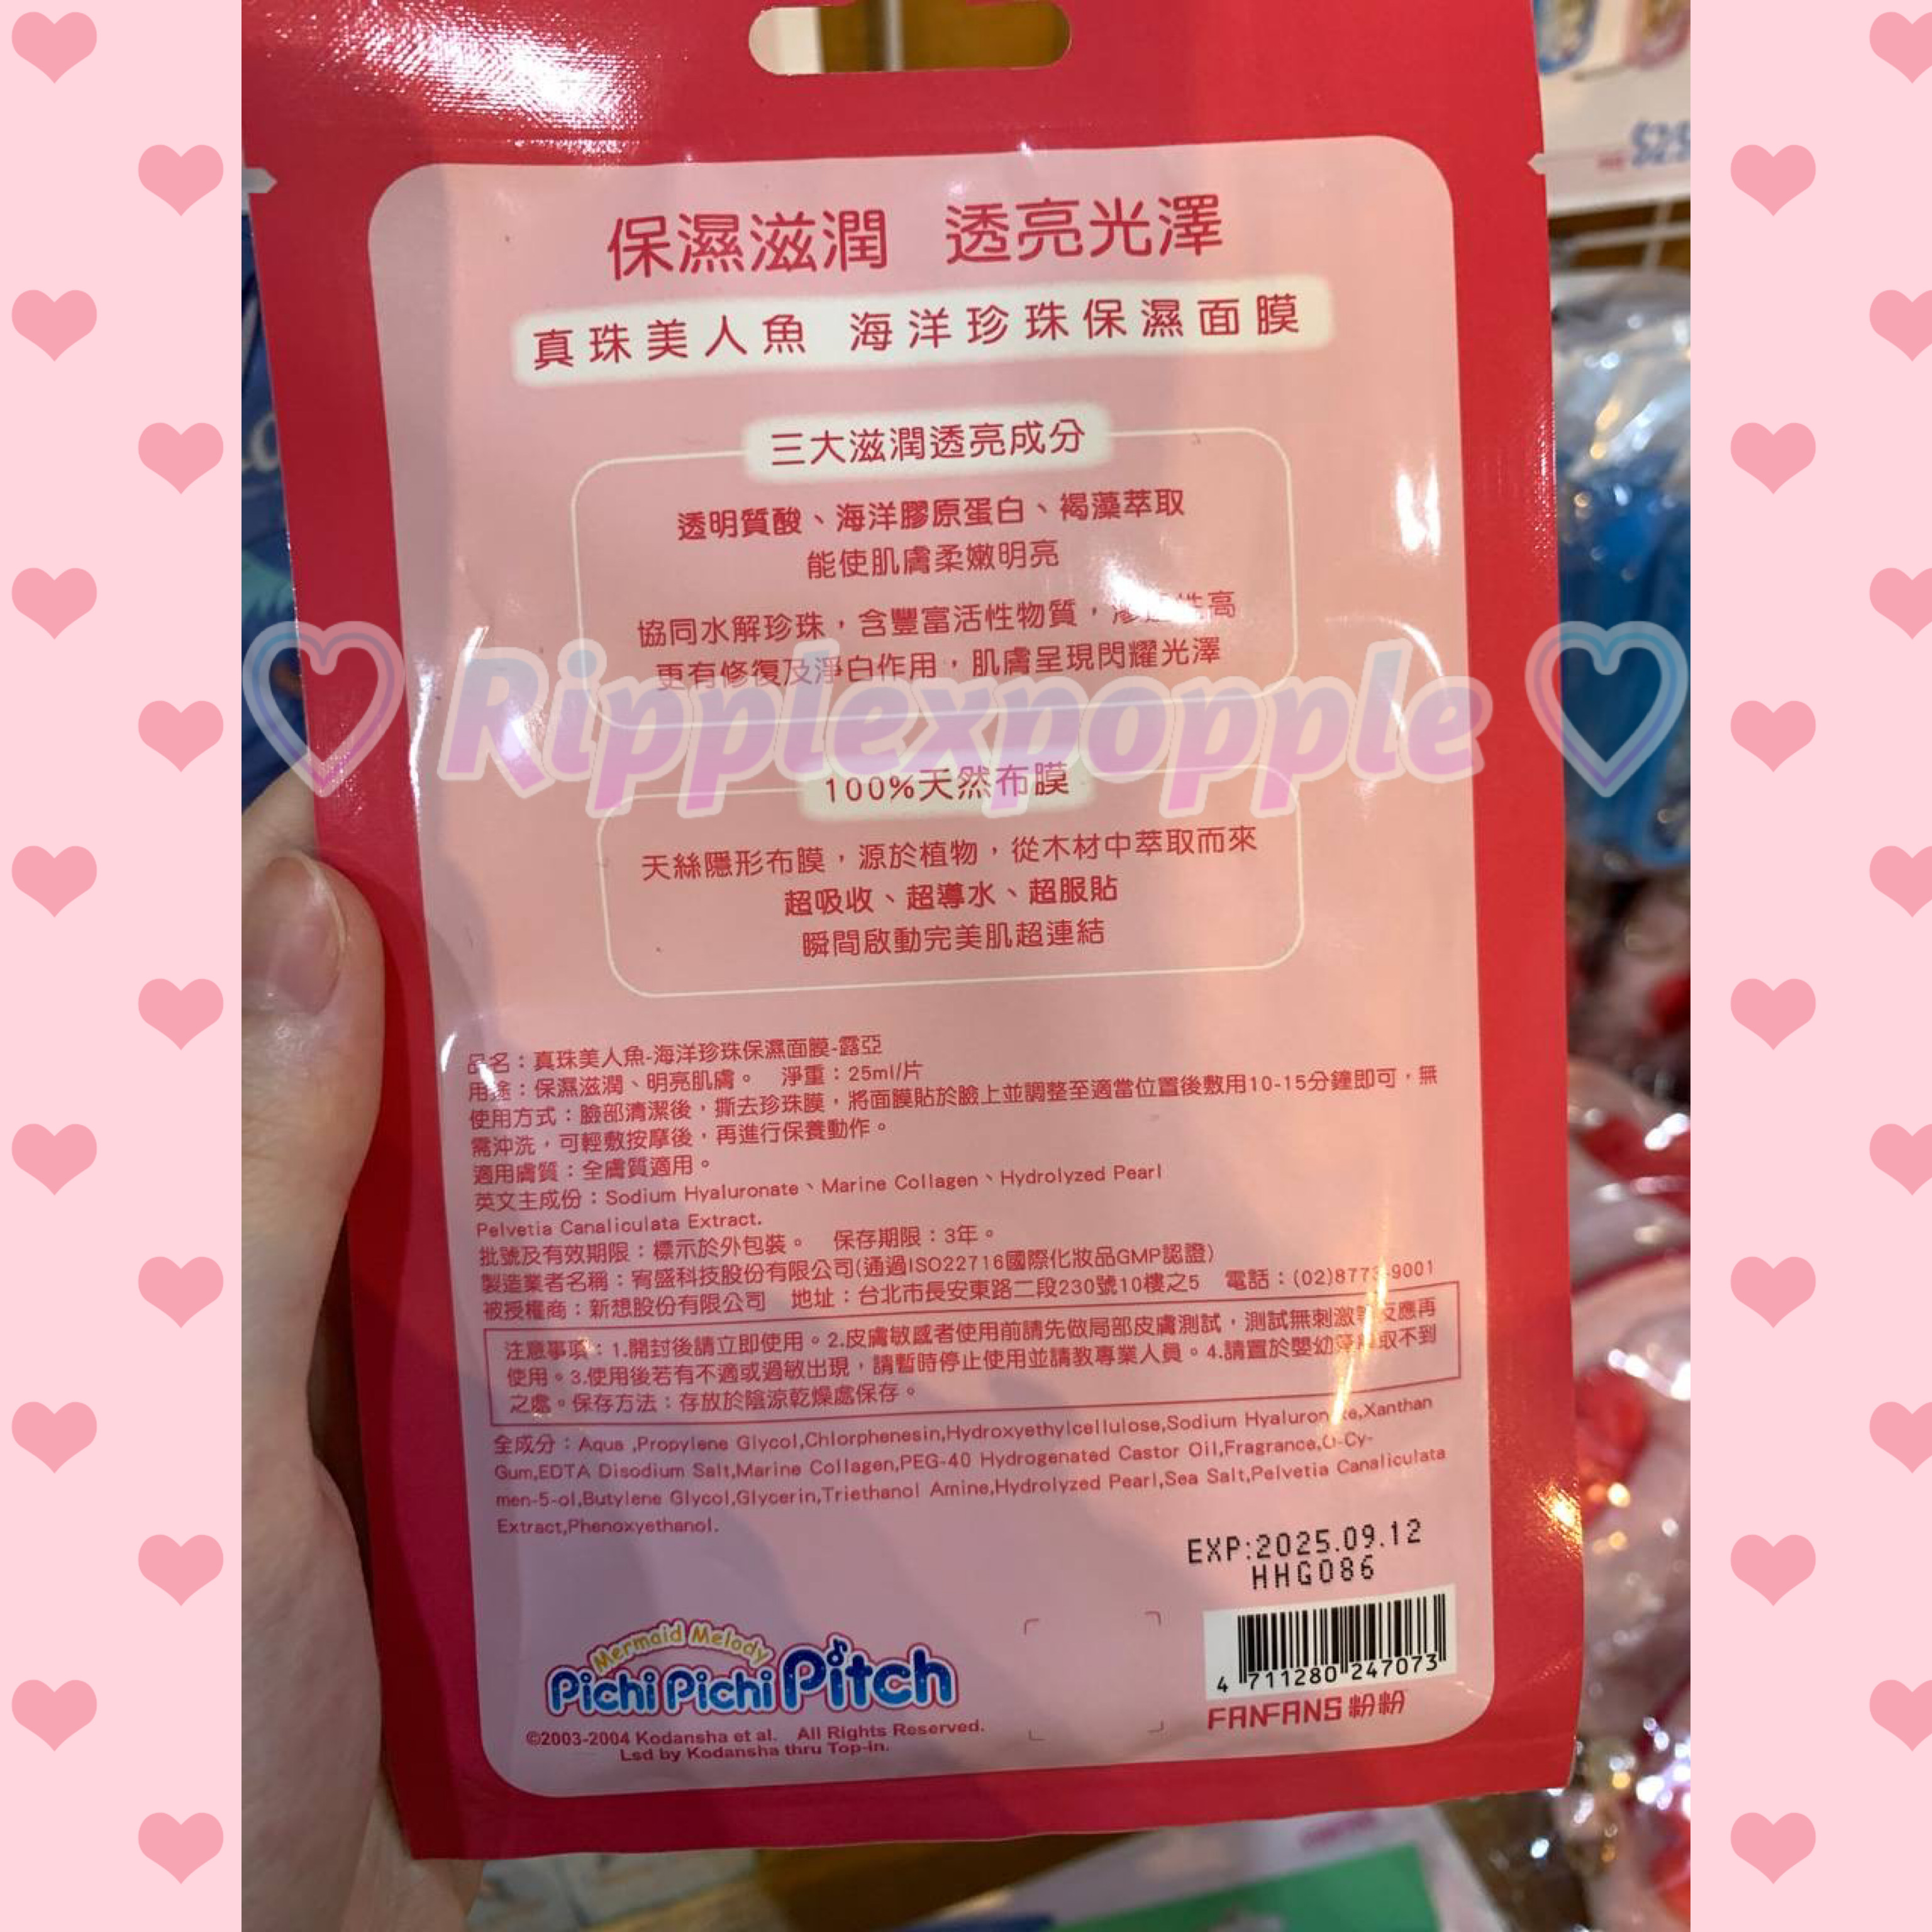 $25
保濕滋潤 透亮光澤
真珠美人魚 海洋珍珠保濕面膜
三大滋潤透亮成分
透明質酸、海洋膠原蛋白、褐藻萃取
能使肌膚柔嫩明亮
協同水解珍珠，含豐富活性物質，性高
更有修復及淨白作用，肌膚呈現閃耀光澤
Ripplexpopple
100%天然布膜
天絲隱形布膜，源於植物，從木材中萃取而來
超吸收、超導水、超服貼
瞬間啟動完美肌超連結
品名：真珠美人魚-海洋珍珠保濕面膜-露亞
用途：保濕滋潤、明亮肌膚。 淨重：25ml/片
使用方式：臉部清潔後，撕去珍珠膜，將面膜貼於臉上並調整至適當位置後敷用10-15分鐘即可，無
需沖洗，可輕敷按摩後，再進行保養動作。
適用膚質：全膚質適用。
英文主成份：Sodium Hyaluronate、Marine Collagen、Hydrolyzed Pearl
Pelvetia Canaliculata Extract.
批號及有效期限：標示於外包裝。 保存期限：3年。
製造業者名稱：宥盛科技股份有限公司(通過ISO22716國際化妝品GMP認證)
被授權商：新想股份有限公司 地址：台北市長安東路二段230號10樓之5 電話：(02)877 -9001
注意事項：1.開封後請立即使用。2.皮膚敏感者使用前請先做局部皮膚測試，測試無刺激 反應再
使用。3.使用後若有不適或過敏出現，請暫時停止使用並請教專業人員。4.請置於嬰幼 取不到
之處。保存方法：存放於陰涼乾燥處保存。
全成分：Aqua ,Propylene Glycol,Chlorphenesin,Hydroxyethylcellulose,Sodium Hyaluronate,Xanthan
Gum,EDTA Disodium Salt,Marine Collagen,PEG-40 Hydrogenated Castor Oil,Fragrance,O-Cy-
men-5-ol,Butylene Glycol,Glycerin,Triethanol Amine,Hydrolyzed Pearl,Sea Salt,Pelvetia Canaliculata
Extract,Phenoxyethanol.
EXP:2025.09.12
HHG086
4 711280 247073
FANFANS 粉粉
Mermaid Melody
Pichi Pichi Pitch
©2003-2004 Kodansha et al. All Rights Reserved.
Lsd by Kodansha thru Top-In.